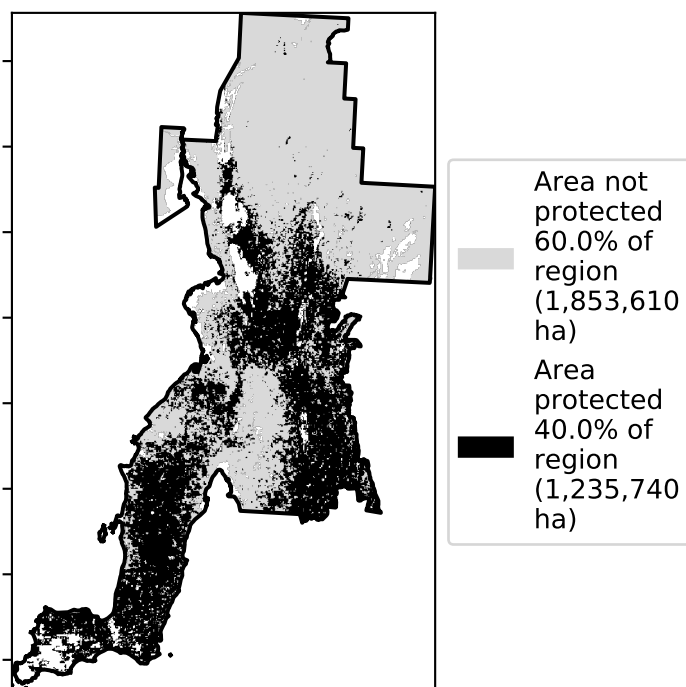 Area not
protected
60.0% of
region
(1,853,610
ha)
Area
protected
40.0% of
region
(1,235,740
ha)